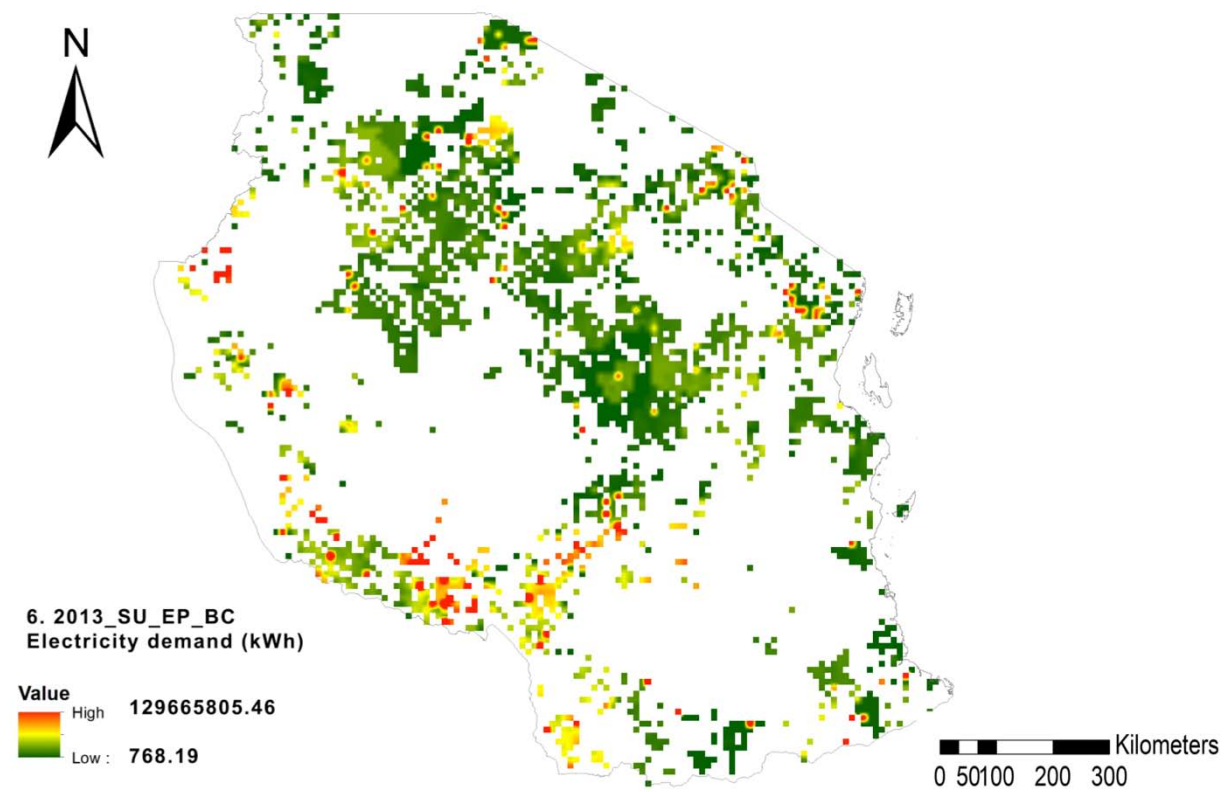 N
6. 2013_SU_EP_BC
Electricity demand (kWh)
Value
High 129665805.46
Low : 768.19
Kilometers
0 50100 200 300